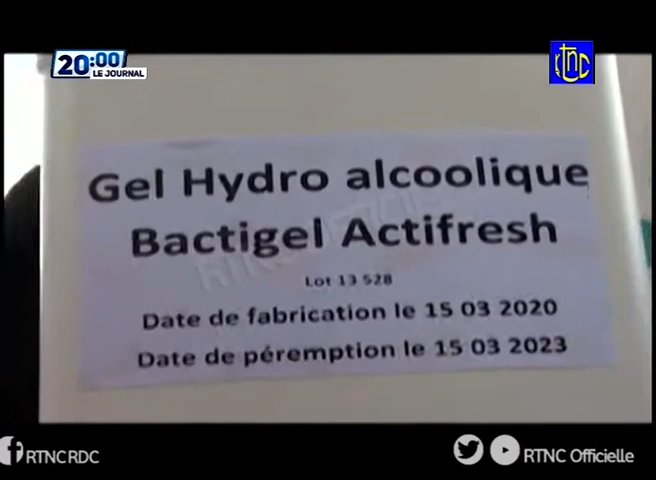 20:00
LE JOURNAL
rtnc
Gel Hydro alcoolique
Bactigel Actifresh
Lot 13 528
Date de fabrication le 15 03 2020
Date de péremption le 15 03 2023
RTNCRDC
RTNC Officielle